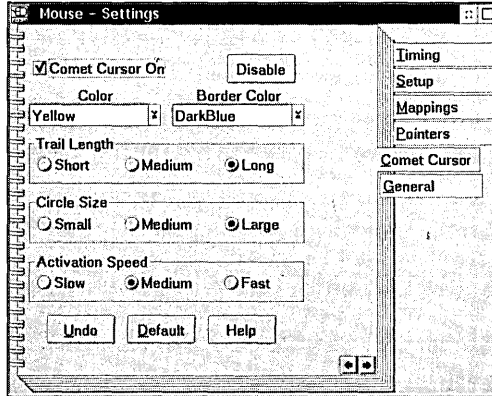 Mouse - Settings
Comet Cursor On
Disable
Color
Border Color
Yellow
DarkBlue
Trail Length
Short
Medium
Long
Circle Size
Small
Medium
Large
Activation Speed
Slow
Medium
Fast
Undo
Default
Help
Timing
Setup
Mappings
Pointers
Comet Cursor
General